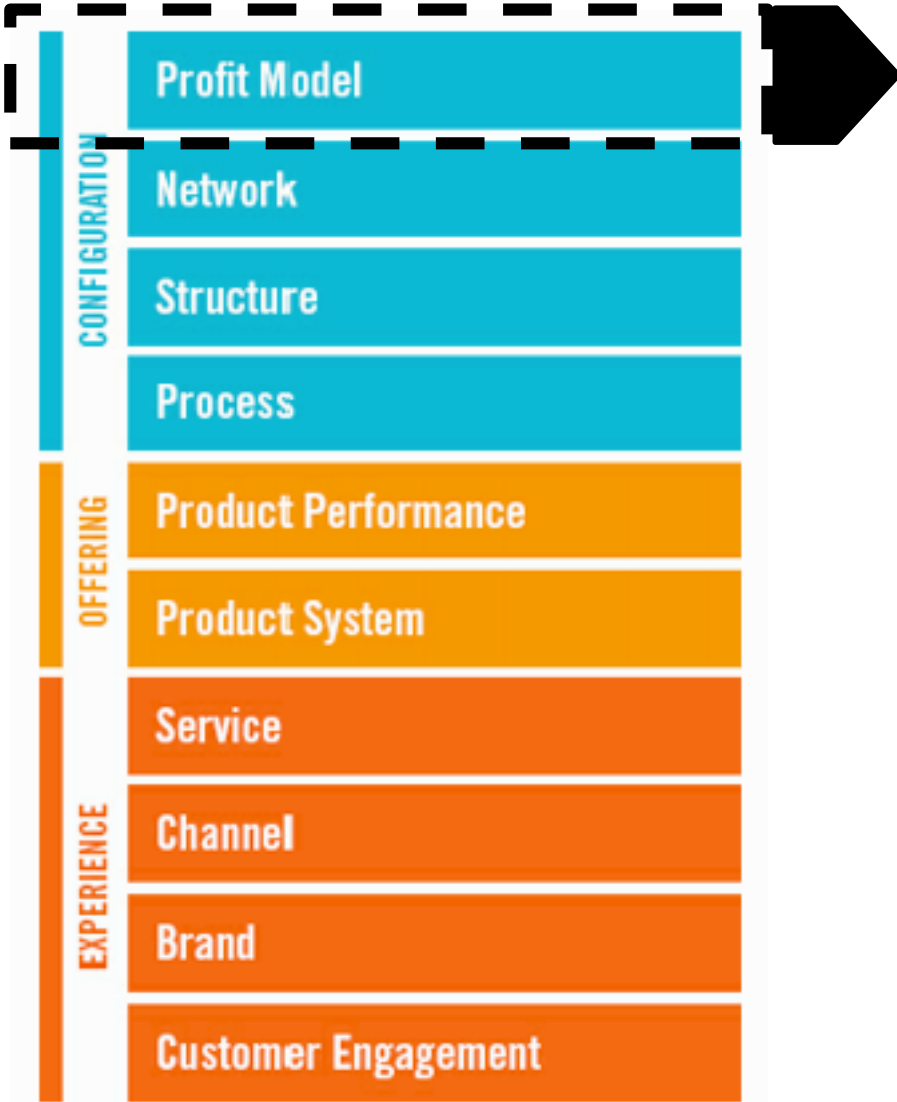 CONFIGURATION
Profit Model
Network
Structure
Process
OFFERING
Product Performance
Product System
EXPERIENCE
Service
Channel
Brand
Customer Engagement